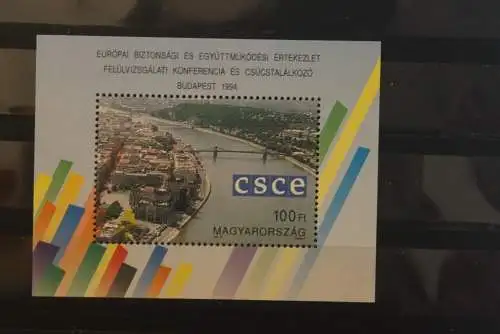 EURÓPAI BIZTONSÁGI ÉS EGYÜTTMŰKÖDÉSI ÉRTEKEZLET
FELÜLVIZSGÁLATI KONFERENCIA ÉS CSÚCSTALÁLKOZÓ
BUDAPEST 1994
csce
100 Ft
MAGYARORSZÁG